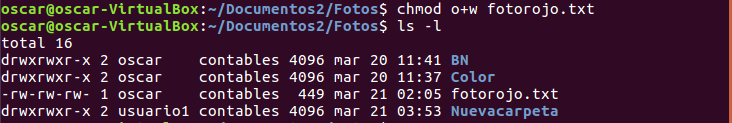 oscar@oscar-VirtualBox:~/Documentos2/Fotos$ chmod o+w fotorojo.txt
oscar@oscar-VirtualBox:~/Documentos2/Fotos$ ls -l
total 16
drwxrwxr-x 2 oscar    contables 4096 mar 20 11:41 BN
drwxrwxr-x 2 oscar    contables 4096 mar 20 11:37 Color
-rw-rw-rw- 1 oscar    contables  449 mar 21 02:05 fotorojo.txt
drwxrwxr-x 2 usuario1 contables 4096 mar 21 03:53 Nuevacarpeta